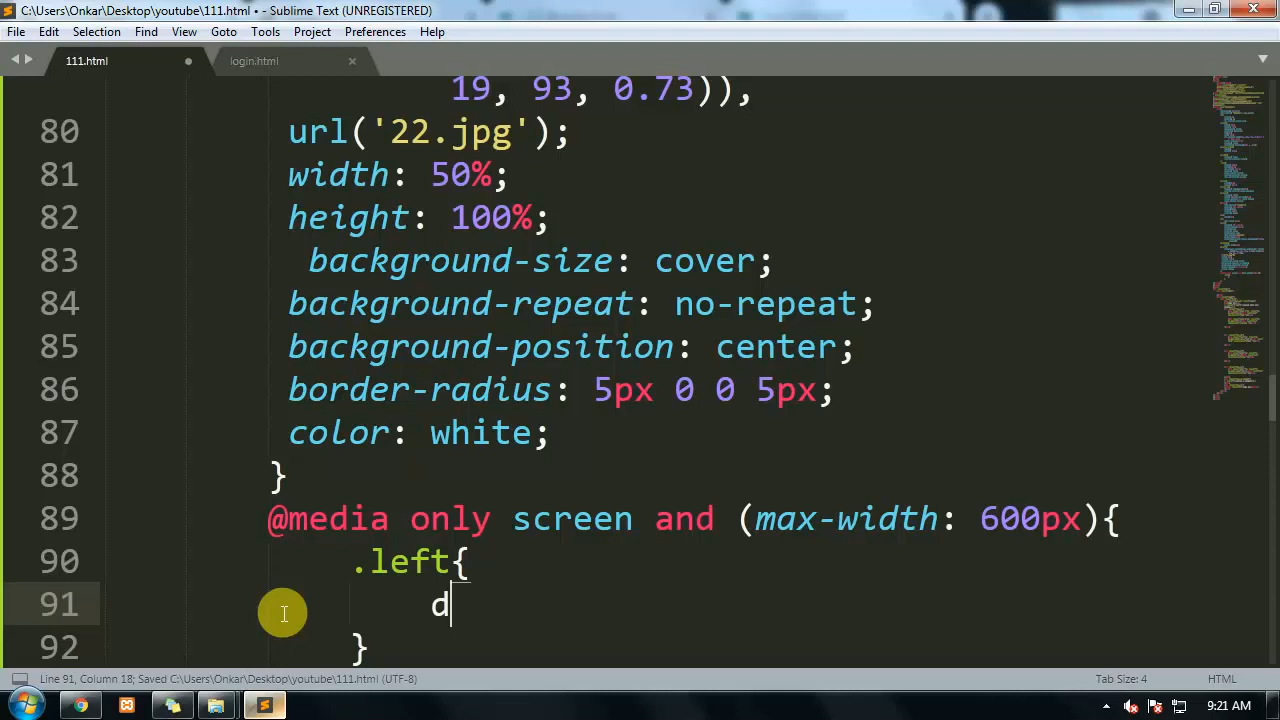 C:\Users\Onkar\Desktop\youtube\111.html • - Sublime Text (UNREGISTERED)
File Edit Selection Find View Goto Tools Project Preferences Help
111.html login.html
19, 93, 0.73)),
80 url('22.jpg');
81 width: 50%;
82 height: 100%;
83 background-size: cover;
84 background-repeat: no-repeat;
85 background-position: center;
86 border-radius: 5px 0 0 5px;
87 color: white;
88 }
89 @media only screen and (max-width: 600px){
90 .left{
91 d
92 }
Line 91, Column 18; Saved C:\Users\Onkar\Desktop\youtube\111.html (UTF-8) Tab Size: 4 HTML
9:21 AM